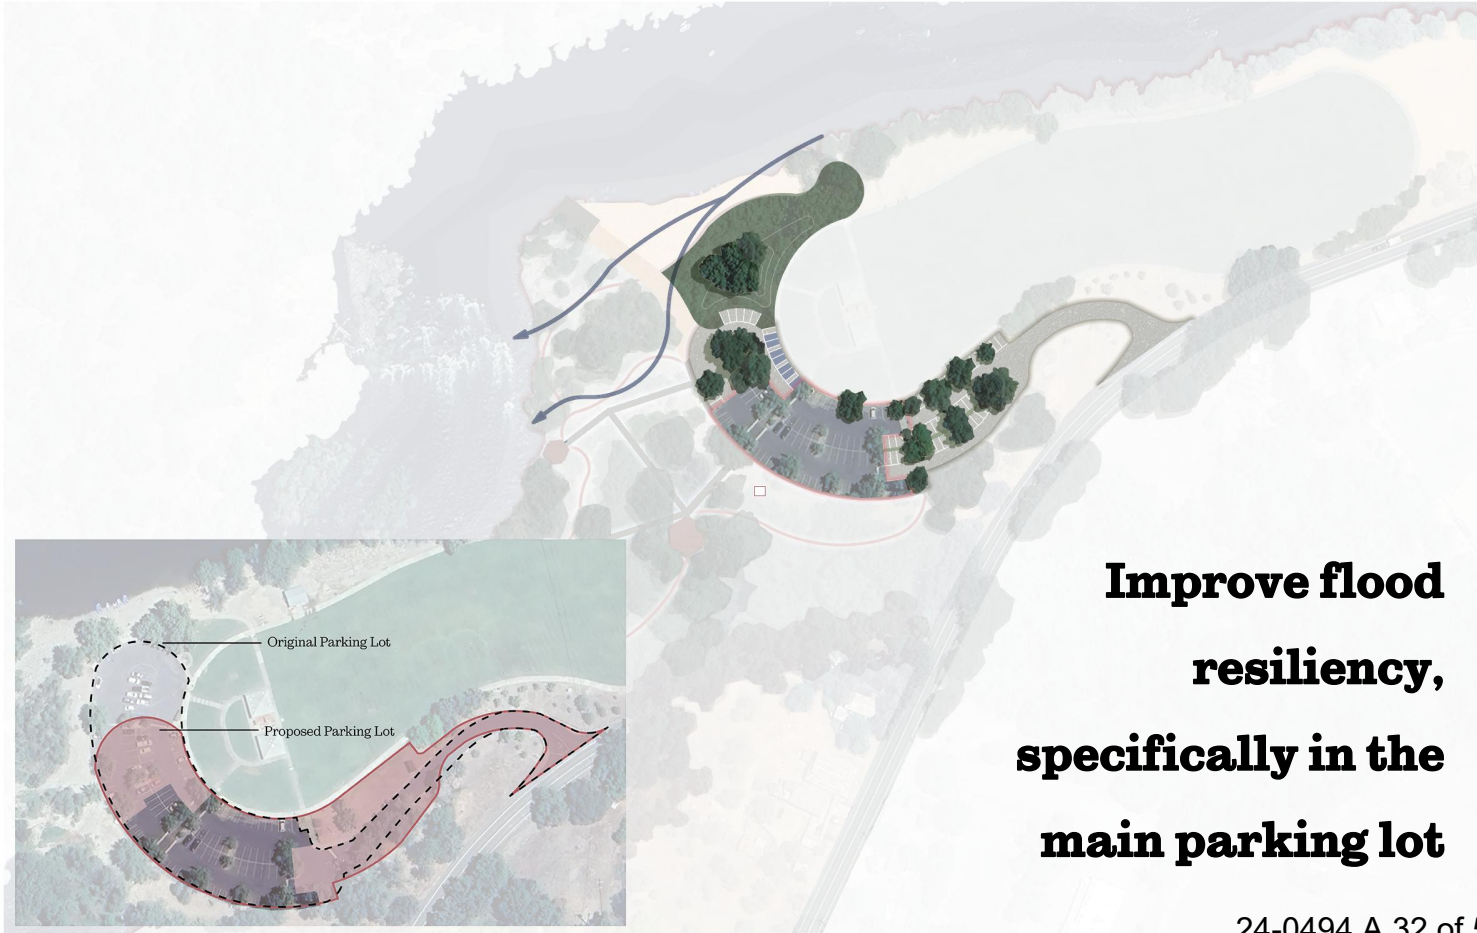 Original Parking Lot
Proposed Parking Lot
Improve flood
resiliency,
specifically in the
main parking lot
24-0494 A 32 of